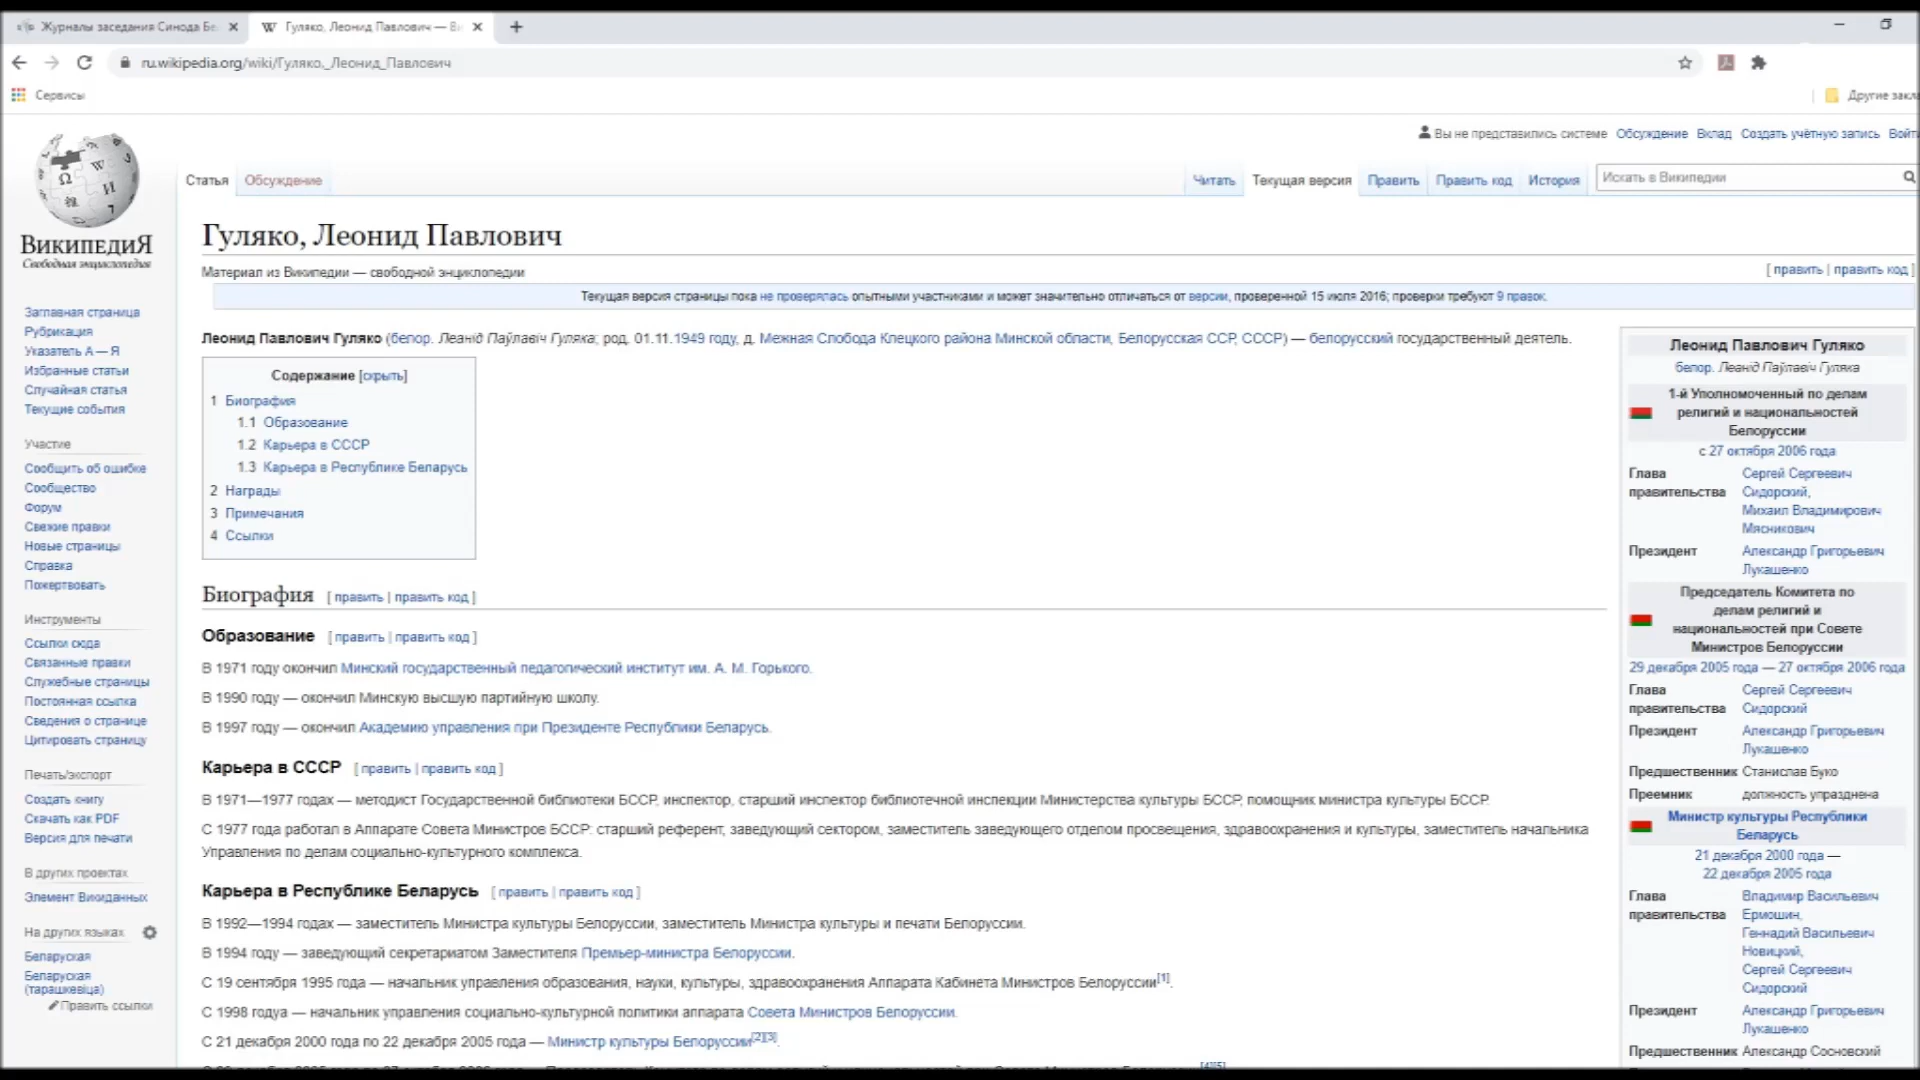 Журналы заседания Синода Бе
Гуляко, Леонид Павлович — Ви
ru.wikipedia.org/wiki/Гуляко,_Леонид_Павлович
Сервисы
Другие закла
Вы не представились системе Обсуждение Вклад Создать учётную запись Войти
Статья Обсуждение Читать Текущая версия Править Править код История Искать в Википедии
ВикипедиЯ
Свободная энциклопедия
Заглавная страница
Рубрикация
Указатель А — Я
Избранные статьи
Случайная статья
Текущие события
Участие
Сообщить об ошибке
Сообщество
Форум
Свежие правки
Новые страницы
Справка
Пожертвовать
Инструменты
Ссылки сюда
Связанные правки
Служебные страницы
Постоянная ссылка
Сведения о странице
Цитировать страницу
Печать/экспорт
Создать книгу
Скачать как PDF
Версия для печати
В других проектах
Элемент Викиданных
На других языках
Беларуская
Беларуская
(тарашкевіца)
Править ссылки
Гуляко, Леонид Павлович
Материал из Википедии — свободной энциклопедии
[ править | править код ]
Текущая версия страницы пока не проверялась опытными участниками и может значительно отличаться от версии, проверенной 15 июля 2016; проверки требуют 9 правок.
Леонид Павлович Гуляко (белор. Леанід Паўлавіч Гуляка; род. 01.11.1949 году, д. Межная Слобода Клецкого района Минской области, Белорусская ССР, СССР) — белорусский государственный деятель.
Содержание [скрыть]
1 Биография
1.1 Образование
1.2 Карьера в СССР
1.3 Карьера в Республике Беларусь
2 Награды
3 Примечания
4 Ссылки
Биография [ править | править код ]
Образование [ править | править код ]
В 1971 году окончил Минский государственный педагогический институт им. А. М. Горького.
В 1990 году — окончил Минскую высшую партийную школу.
В 1997 году — окончил Академию управления при Президенте Республики Беларусь.
Карьера в СССР [ править | править код ]
В 1971—1977 годах — методист Государственной библиотеки БССР, инспектор, старший инспектор библиотечной инспекции Министерства культуры БССР, помощник министра культуры БССР.
С 1977 года работал в Аппарате Совета Министров БССР: старший референт, заведующий сектором, заместитель заведующего отделом просвещения, здравоохранения и культуры, заместитель начальника
Управления по делам социально-культурного комплекса.
Карьера в Республике Беларусь [ править | править код ]
В 1992—1994 годах — заместитель Министра культуры Белоруссии, заместитель Министра культуры и печати Белоруссии.
В 1994 году — заведующий секретариатом Заместителя Премьер-министра Белоруссии.
С 19 сентября 1995 года — начальник управления образования, науки, культуры, здравоохранения Аппарата Кабинета Министров Белоруссии[1].
С 1998 годуа — начальник управления социально-культурной политики аппарата Совета Министров Белоруссии.
С 21 декабря 2000 года по 22 декабря 2005 года — Министр культуры Белоруссии[2][3].
Леонид Павлович Гуляко
белор. Леанід Паўлавіч Гуляка
1-й Уполномоченный по делам
религий и национальностей
Белоруссии
с 27 октября 2006 года
Глава Сергей Сергеевич
правительства Сидорский,
Михаил Владимирович
Мясникович
Президент Александр Григорьевич
Лукашенко
Председатель Комитета по
делам религий и
национальностей при Совете
Министров Белоруссии
29 декабря 2005 года — 27 октября 2006 года
Глава Сергей Сергеевич
правительства Сидорский
Президент Александр Григорьевич
Лукашенко
Предшественник Станислав Буко
Преемник должность упразднена
Министр культуры Республики
Беларусь
21 декабря 2000 года —
22 декабря 2005 года
Глава Владимир Васильевич
правительства Ермошин,
Геннадий Васильевич
Новицкий,
Сергей Сергеевич
Сидорский
Президент Александр Григорьевич
Лукашенко
Предшественник Александр Сосновский